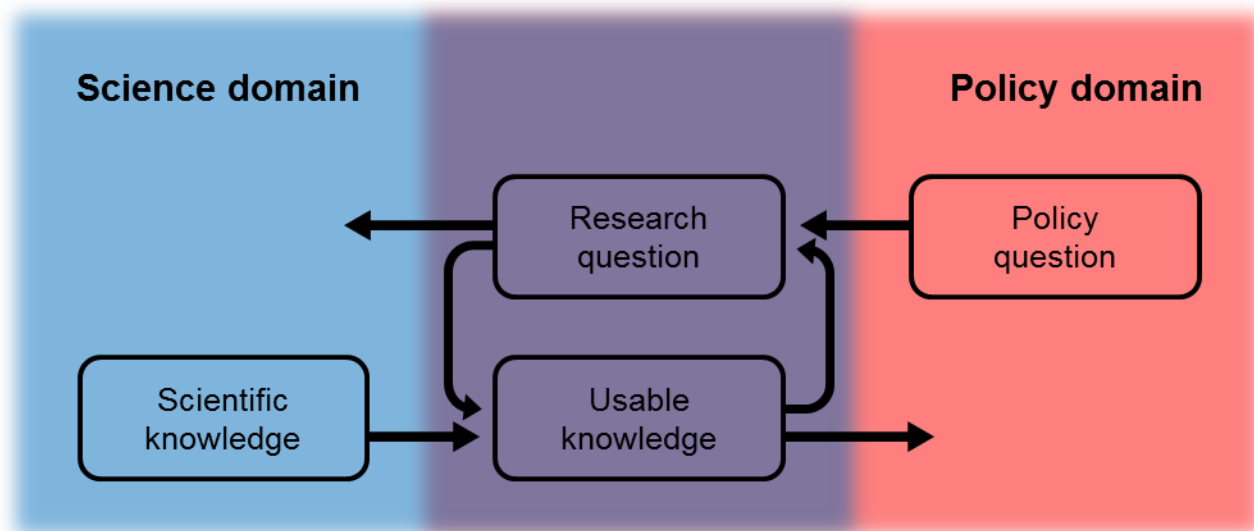 Science domain
Policy domain
Research
question
Policy
question
Scientific
knowledge
Usable
knowledge